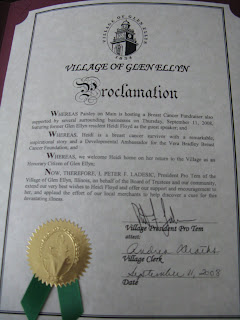 VILLAGE OF GLEN ELLYN
VILLAGE OF GLEN ELLYN
Proclamation
WHEREAS Parsley on Main is hosting a Breast Cancer Fundraiser also
supported by several surrounding businesses on Thursday, September 11, 2008,
featuring former Glen Ellyn resident Heidi Floyd as the guest speaker; and
WHEREAS, Heidi is a breast cancer survivor with a remarkable,
inspirational story and a Developmental Ambassador for the Vera Bradley Breast
Cancer Foundation; and
WHEREAS, we welcome Heidi home on her return to the Village as an
Honorary Citizen of Glen Ellyn.
NOW, THEREFORE, I, PETER F. LADESIC, President Pro Tem of the
Village of Glen Ellyn, Illinois, on behalf of the Board of Trustees and our community,
extend our very best wishes to Heidi Floyd and offer our support and encouragement to
her, and applaud the effort of our local merchants to help discover a cure for this
devastating illness.
Village President Pro Tem
attest:
Andrea
Village Clerk
September 11, 2008
Date